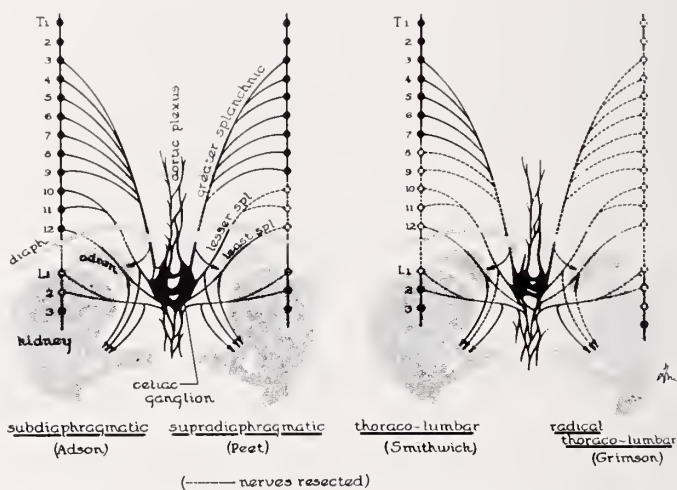 T1
2
3
4
5
6
7
8
9
10
11
12
diaph.
L1
2
3
kidney
adren.
aortic plexus
greater splanchnic
lesser spl
least spl
celiac
ganglion
subdiaphragmatic
(Adson)
supradiaphragmatic
(Peet)
T1
2
3
4
5
6
7
8
9
10
11
12
L1
2
3
thoraco-lumbar
(Smithwick)
radical
thoraco-lumbar
(Grimson)
(------ nerves resected)